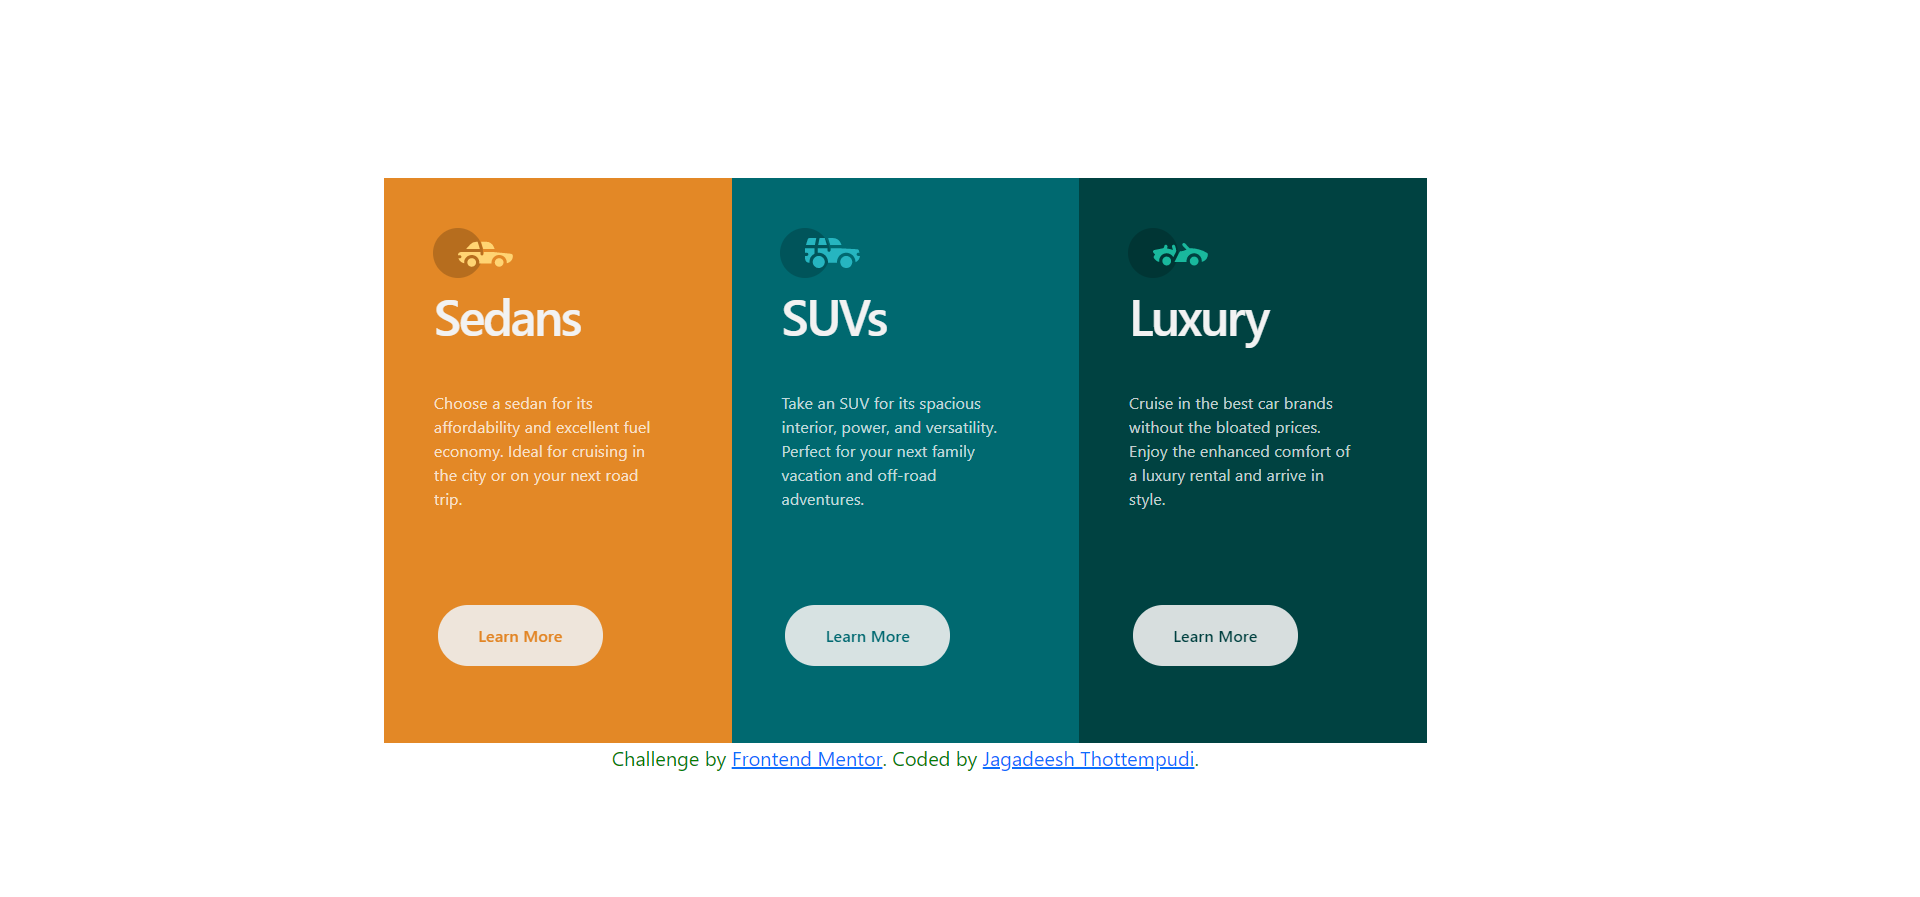 Sedans
Choose a sedan for its
affordability and excellent fuel
economy. Ideal for cruising in
the city or on your next road
trip.
Learn More
SUVs
Take an SUV for its spacious
interior, power, and versatility.
Perfect for your next family
vacation and off-road
adventures.
Learn More
Luxury
Cruise in the best car brands
without the bloated prices.
Enjoy the enhanced comfort of
a luxury rental and arrive in
style.
Learn More
Challenge by Frontend Mentor. Coded by Jagadeesh Thottempudi.